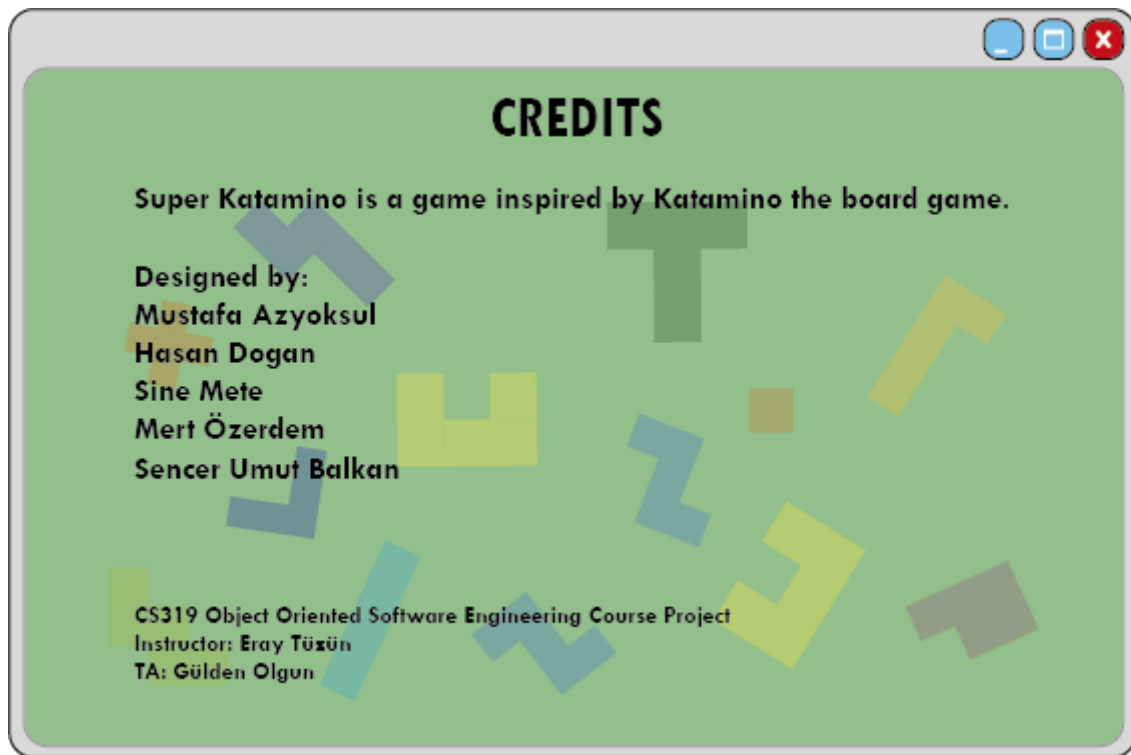 CREDITS
Super Katamino is a game inspired by Katamino the board game.
Designed by:
Mustafa Azyoksul
Hasan Dogan
Sine Mete
Mert Özerdem
Sencer Umut Balkan
CS319 Object Oriented Software Engineering Course Project
Instructor: Eray Tüzün
TA: Gülden Olgun